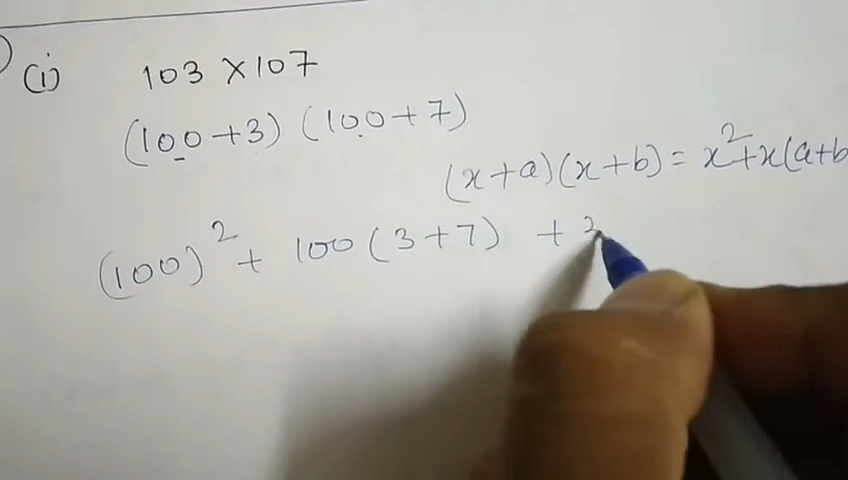 (i) 103 × 107
(100 + 3) (100 + 7)
(x + a) (x + b) = x² + x(a + b
(100)² + 100 (3 + 7) +